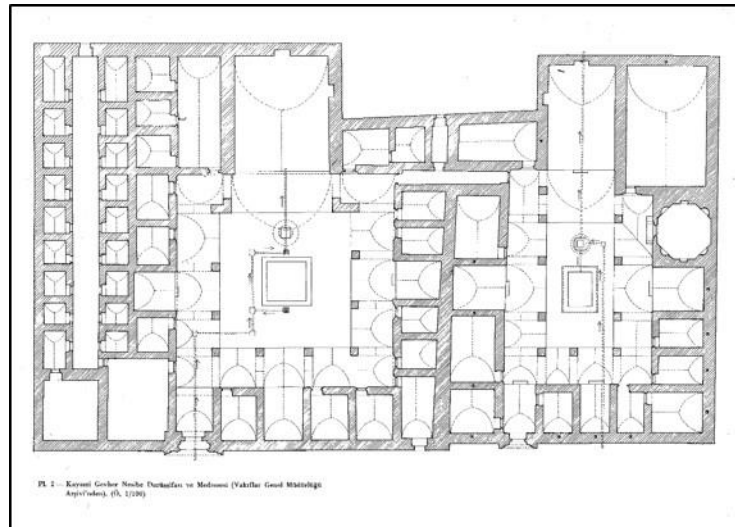 Pl. 2 — Kayseri Gevher Nesibe Darüşşifası ve Medresesi (Vakıflar Genel Müdürlüğü
Arşivi'nden). (Ö. 1/100)